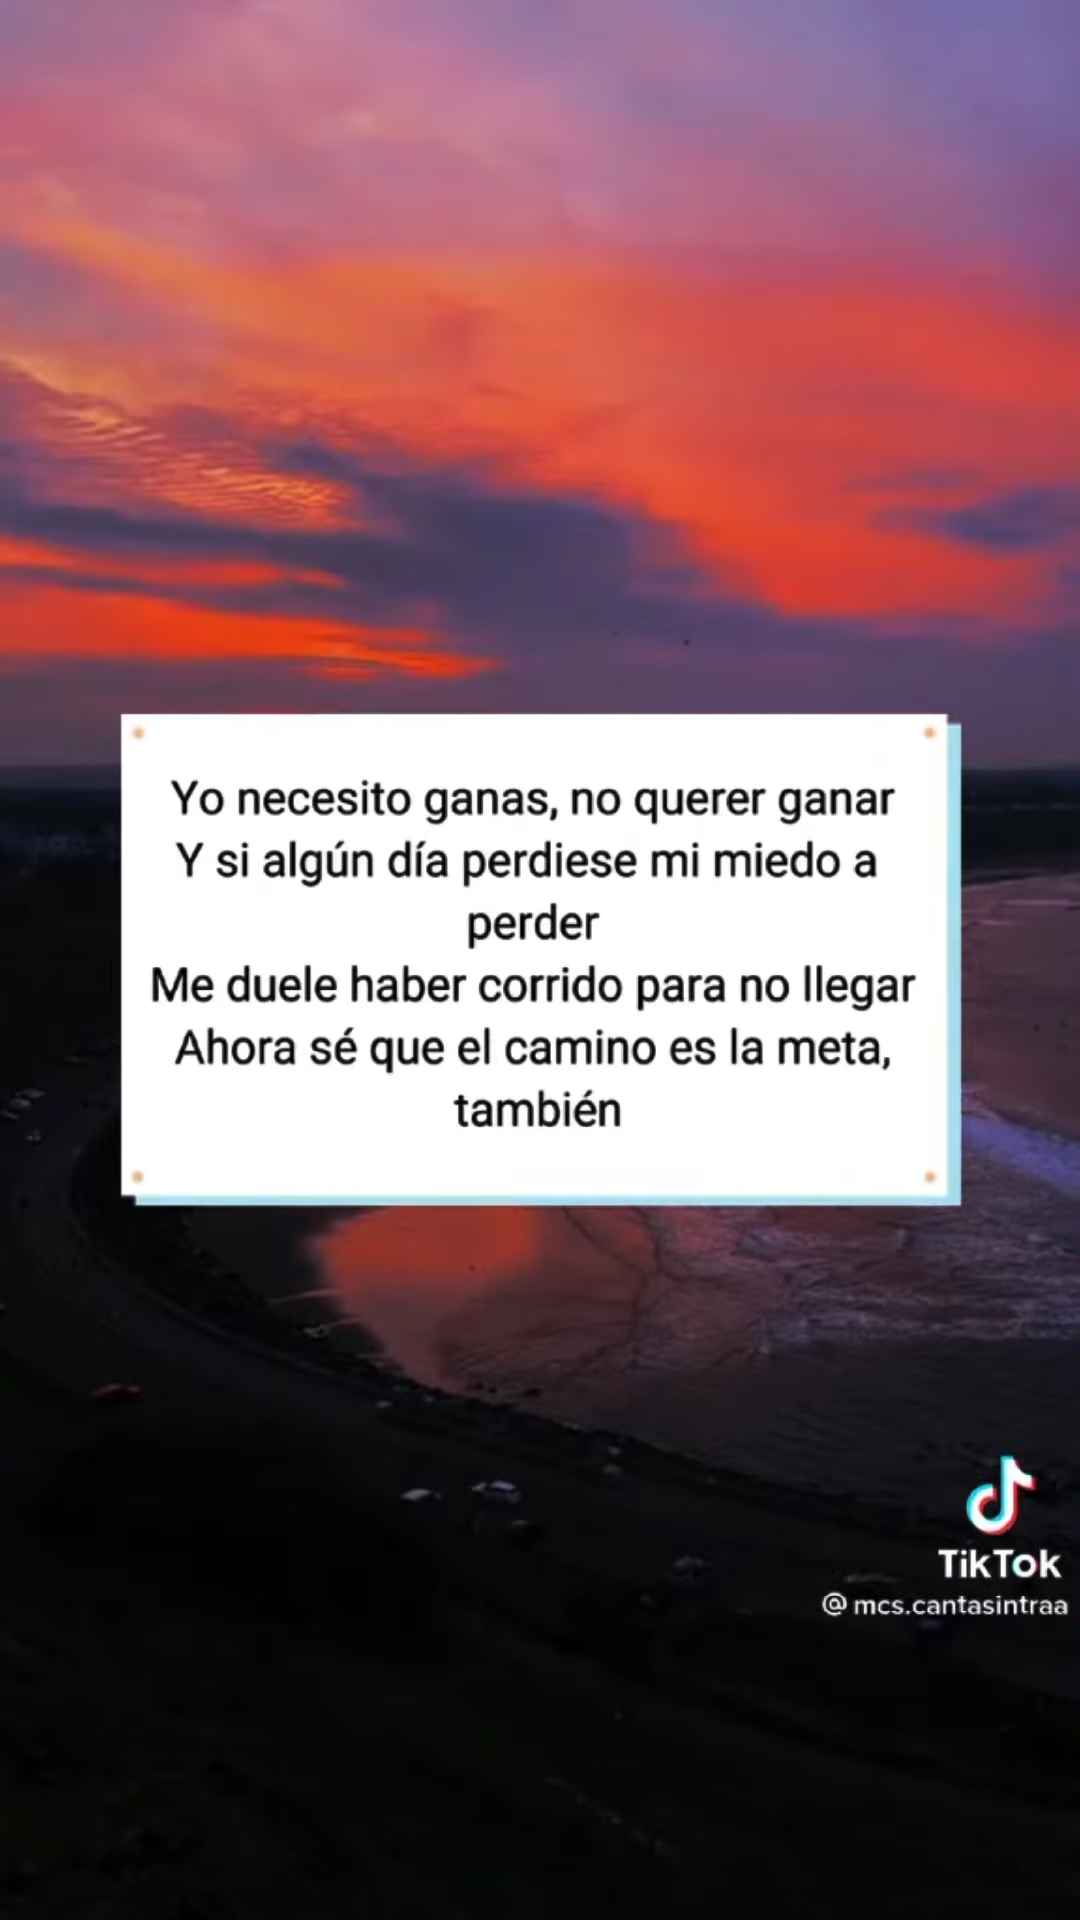 Yo necesito ganas, no querer ganar
Y si algún día perdiese mi miedo a
perder
Me duele haber corrido para no llegar
Ahora sé que el camino es la meta,
también
TikTok
@ mcs.cantasintraa